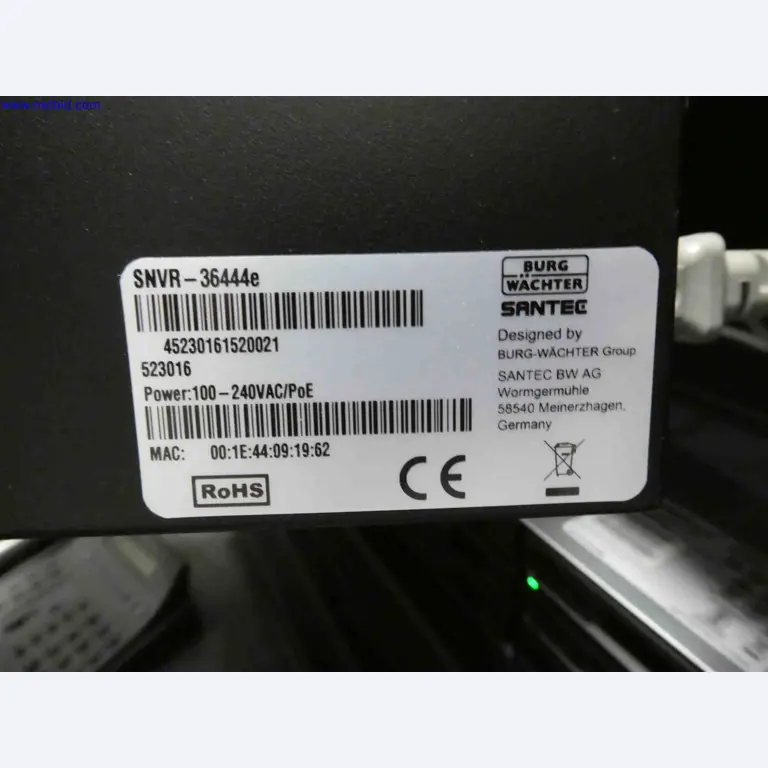 SNVR-36444e
45230161520021
523016
Power:100-240VAC/PoE
MAC: 00:1E:44:09:19:62
RoHS
CE
BURG
WÄCHTER
SANTEC
Designed by
BURG-WÄCHTER Group
SANTEC BW AG
Wormgermühle
58540 Meinerzhagen,
Germany